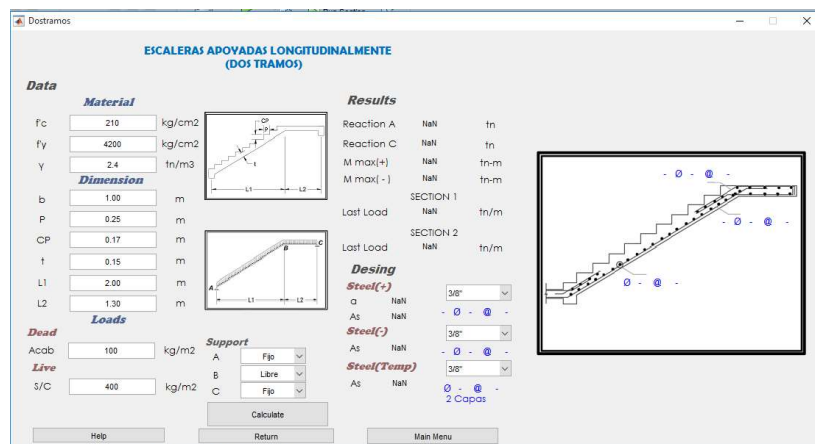 Dostramos
ESCALERAS APOYADAS LONGITUDINALMENTE
(DOS TRAMOS)
Data
Material
f'c 210 kg/cm2
f'y 4200 kg/cm2
γ 2.4 tn/m3
Dimension
b 1.00 m
P 0.25 m
CP 0.17 m
t 0.15 m
L1 2.00 m
L2 1.30 m
Loads
Dead
Acab 100 kg/m2
Live
S/C 400 kg/m2
CP
P
t
L1 L2
A B C
L1 L2
Support
A Fijo
B Libre
C Fijo
Calculate
Help Return Main Menu
Results
Reaction A NaN tn
Reaction C NaN tn
M max(+) NaN tn-m
M max( - ) NaN tn-m
SECTION 1
Last Load NaN tn/m
SECTION 2
Last Load NaN tn/m
Desing
Steel(+) 3/8"
a NaN
As NaN - Ø - @ -
Steel(-) 3/8"
As NaN - Ø - @ -
Steel(Temp) 3/8"
As NaN Ø - @ -
2 Capas
- Ø - @ -
- Ø - @ -
Ø - @ -